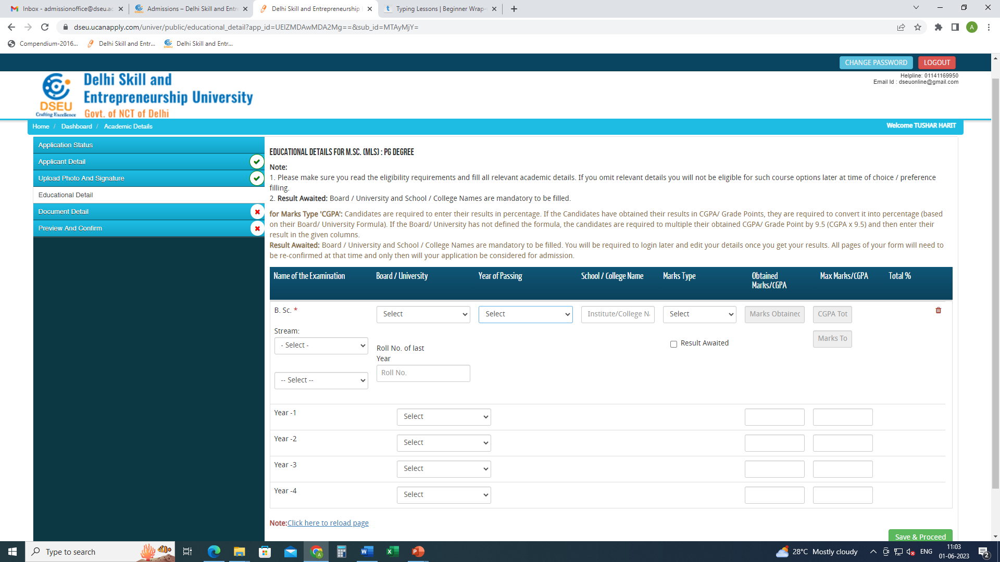 Inbox - admissionoffice@dseu.ac
Admissions – Delhi Skill and Entr
Delhi Skill and Entrepreneurship
Typing Lessons | Beginner Wrap-
dseu.ucanapply.com/univer/public/educational_detail?app_id=UElZMDAwMDA2Mg==&sub_id=MTAyMjY=
A
Compendium-2016...
Delhi Skill and Entr...
Delhi Skill and Entr...
CHANGE PASSWORD
LOGOUT
Helpline: 01141169950
Email Id : dseuonline@gmail.com
DSEU
Crafting Excellence
Delhi Skill and
Entrepreneurship University
Govt. of NCT of Delhi
Home / Dashboard / Academic Details
Welcome TUSHAR HARIT
Application Status
Applicant Detail
Upload Photo And Signature
Educational Detail
Document Detail
Preview And Confirm
EDUCATIONAL DETAILS FOR M.SC. (MLS) : PG DEGREE
Note:
1. Please make sure you read the eligibility requirements and fill all relevant academic details. If you omit relevant details you will not be eligible for such course options later at time of choice / preference
filling.
2. Result Awaited: Board / University and School / College Names are mandatory to be filled.
for Marks Type 'CGPA': Candidates are required to enter their results in percentage. If the Candidates have obtained their results in CGPA/ Grade Points, they are required to convert it into percentage (based
on their Board/ University Formula). If the Board/ University has not defined the formula, the candidates are required to multiple their obtained CGPA/ Grade Point by 9.5 (CGPA x 9.5) and then enter their
result in the given columns.
Result Awaited: Board / University and School / College Names are mandatory to be filled. You will be required to login later and edit your details once you get your results. All pages of your form will need to
be re-confirmed at that time and only then will your application be considered for admission.
Name of the Examination
Board / University
Year of Passing
School / College Name
Marks Type
Obtained
Marks/CGPA
Max Marks/CGPA
Total %
B. Sc. *
Select
Select
Institute/College N
Select
Marks Obtained
CGPA Tot
Stream:
- Select -
Roll No. of last
Year
Roll No.
Result Awaited
Marks To
-- Select --
Year -1
Select
Year -2
Select
Year -3
Select
Year -4
Select
Note:Click here to reload page
Save & Proceed
Type to search
28°C Mostly cloudy
ENG
11:03
01-06-2023
2